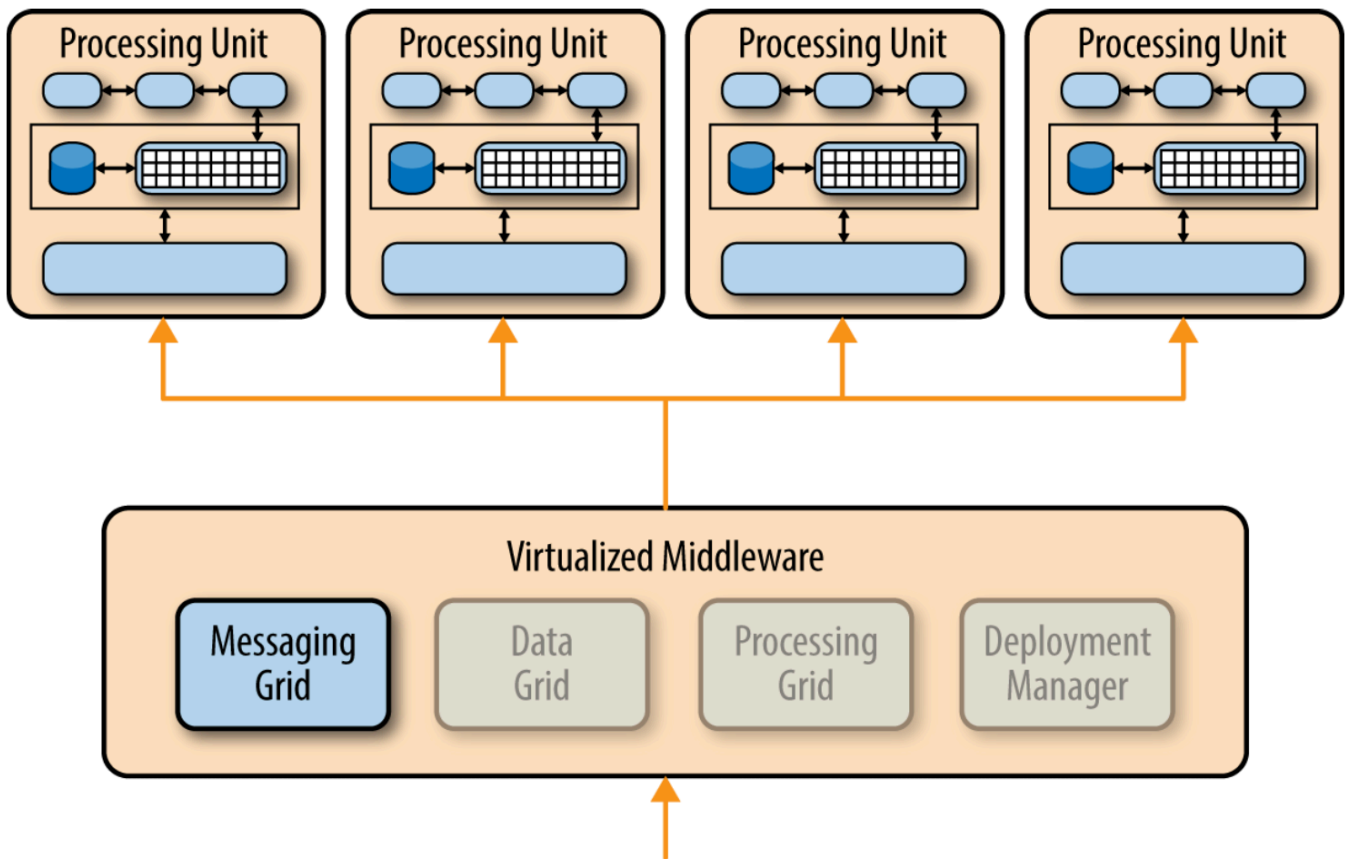 Processing Unit
Processing Unit
Processing Unit
Processing Unit
Virtualized Middleware
Messaging
Grid
Data
Grid
Processing
Grid
Deployment
Manager